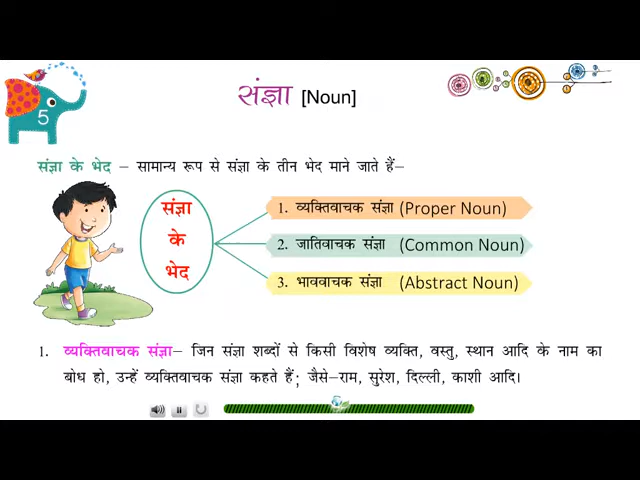 5
संज्ञा [Noun]
संज्ञा के भेद – सामान्य रूप से संज्ञा के तीन भेद माने जाते हैं–
संज्ञा
के
भेद
1. व्यक्तिवाचक संज्ञा (Proper Noun)
2. जातिवाचक संज्ञा (Common Noun)
3. भाववाचक संज्ञा (Abstract Noun)
1. व्यक्तिवाचक संज्ञा– जिन संज्ञा शब्दों से किसी विशेष व्यक्ति, वस्तु, स्थान आदि के नाम का
बोध हो, उन्हें व्यक्तिवाचक संज्ञा कहते हैं; जैसे–राम, सुरेश, दिल्ली, काशी आदि।